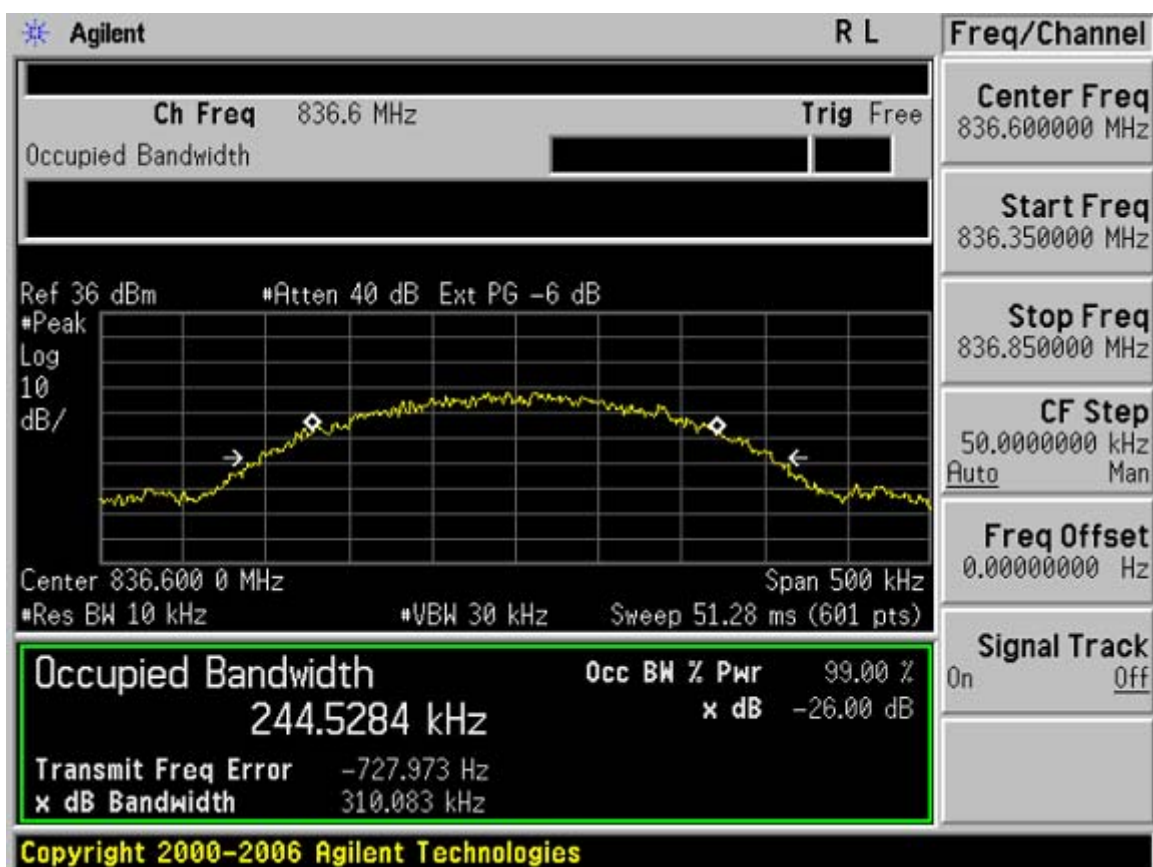 Agilent R L Freq/Channel
Ch Freq 836.6 MHz Trig Free
Occupied Bandwidth
Center Freq
836.600000 MHz
Start Freq
836.350000 MHz
Stop Freq
836.850000 MHz
CF Step
50.0000000 kHz
Auto Man
Freq Offset
0.00000000 Hz
Signal Track
On Off
Ref 36 dBm #Atten 40 dB Ext PG -6 dB
#Peak
Log
10
dB/
Center 836.600 0 MHz Span 500 kHz
#Res BW 10 kHz #VBW 30 kHz Sweep 51.28 ms (601 pts)
Occupied Bandwidth Occ BW % Pwr 99.00 %
244.5284 kHz x dB -26.00 dB
Transmit Freq Error -727.973 Hz
x dB Bandwidth 310.083 kHz
Copyright 2000-2006 Agilent Technologies